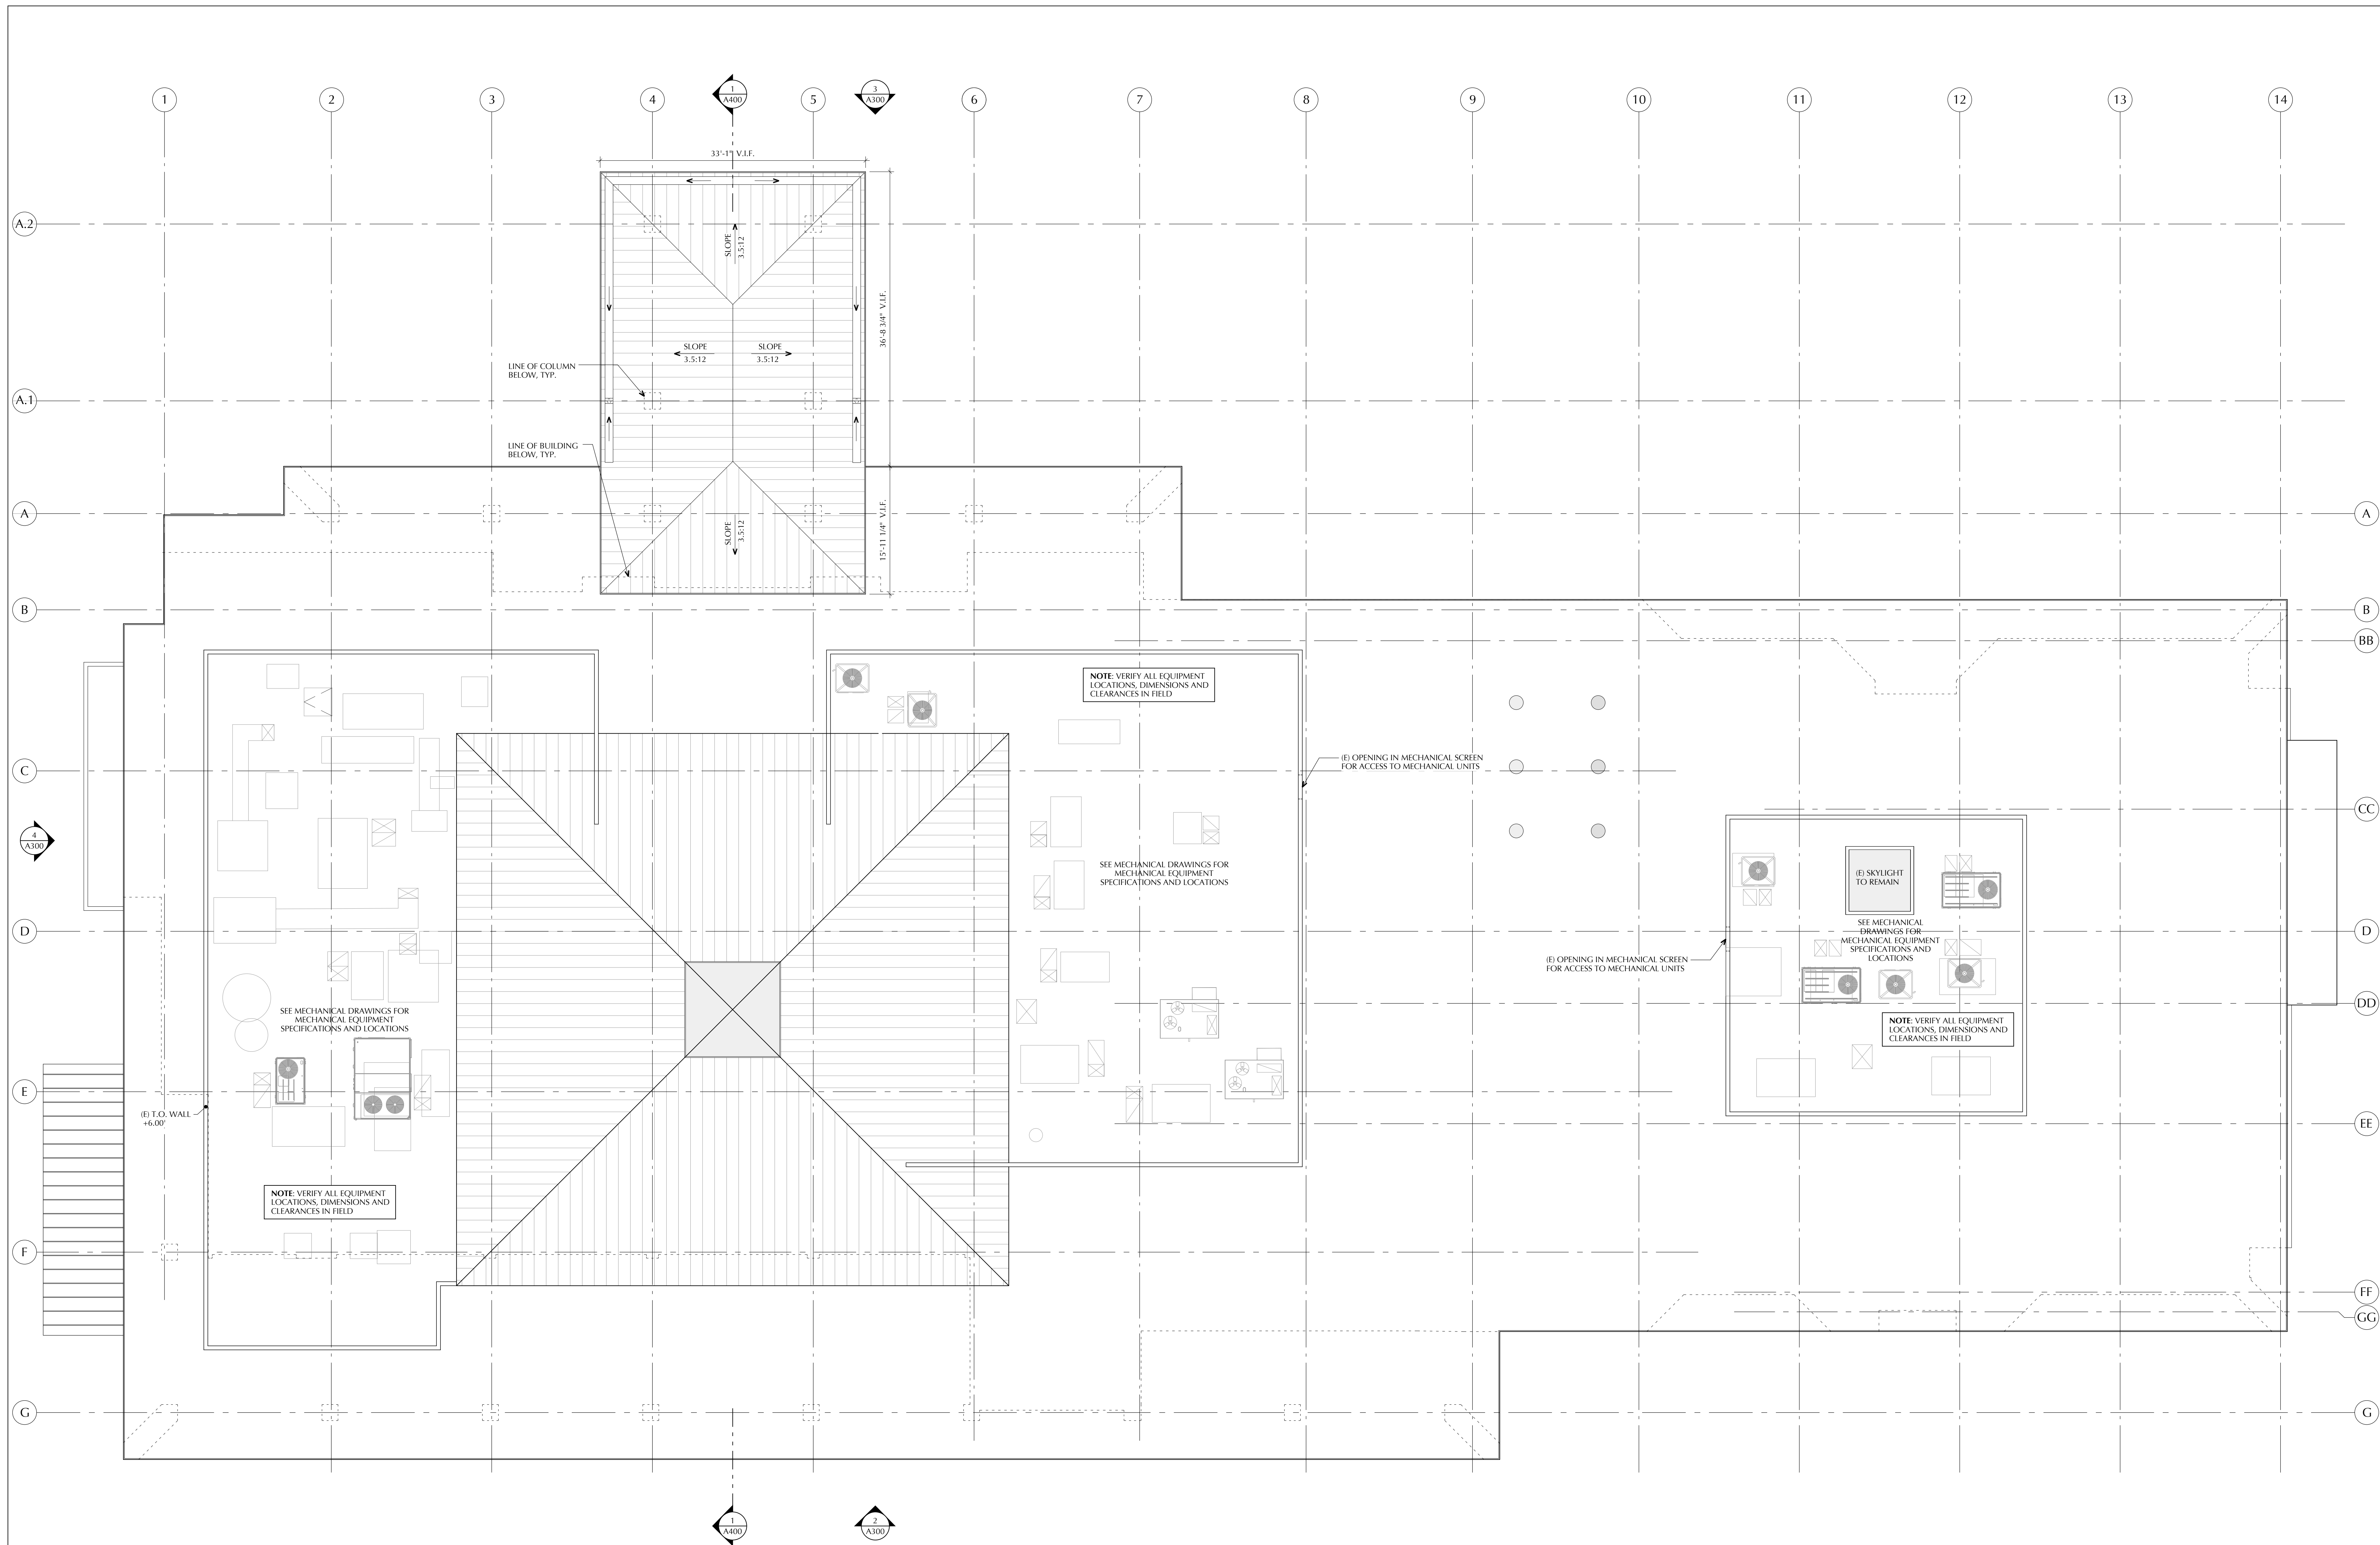 1
2
3
4
1
A400
5
3
A300
6
7
8
9
10
11
12
13
14
33'-1" V.I.F.
A.2
SLOPE
3.5:12
36'-8 3/4" V.I.F.
SLOPE
3.5:12
SLOPE
3.5:12
LINE OF COLUMN
BELOW, TYP.
A.1
LINE OF BUILDING
BELOW, TYP.
A
SLOPE
3.5:12
15'-11 1/4" V.I.F.
A
B
B
BB
NOTE: VERIFY ALL EQUIPMENT
LOCATIONS, DIMENSIONS AND
CLEARANCES IN FIELD
C
(E) OPENING IN MECHANICAL SCREEN
FOR ACCESS TO MECHANICAL UNITS
CC
4
A300
SEE MECHANICAL DRAWINGS FOR
MECHANICAL EQUIPMENT
SPECIFICATIONS AND LOCATIONS
(E) SKYLIGHT
TO REMAIN
D
SEE MECHANICAL
DRAWINGS FOR
MECHANICAL EQUIPMENT
SPECIFICATIONS AND
LOCATIONS
D
(E) OPENING IN MECHANICAL SCREEN
FOR ACCESS TO MECHANICAL UNITS
DD
SEE MECHANICAL DRAWINGS FOR
MECHANICAL EQUIPMENT
SPECIFICATIONS AND LOCATIONS
NOTE: VERIFY ALL EQUIPMENT
LOCATIONS, DIMENSIONS AND
CLEARANCES IN FIELD
E
(E) T.O. WALL
+6.00'
EE
NOTE: VERIFY ALL EQUIPMENT
LOCATIONS, DIMENSIONS AND
CLEARANCES IN FIELD
F
FF
GG
G
G
1
A400
2
A300